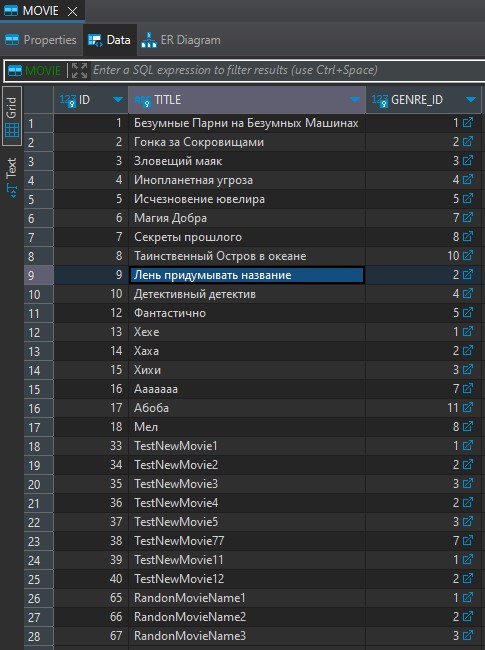 MOVIE
Properties Data ER Diagram
MOVIE Enter a SQL expression to filter results (use Ctrl+Space)
Grid
Text
123 ID ABC TITLE 123 GENRE_ID
1 1 Безумные Парни на Безумных Машинах 1
2 2 Гонка за Сокровищами 2
3 3 Зловещий маяк 3
4 4 Инопланетная угроза 4
5 5 Исчезновение ювелира 5
6 6 Магия Добра 7
7 7 Секреты прошлого 8
8 8 Таинственный Остров в океане 10
9 9 Лень придумывать название 2
10 10 Детективный детектив 4
11 12 Фантастично 5
12 13 Хехе 1
13 14 Хаха 2
14 15 Хихи 3
15 16 Ааааааа 7
16 17 Абоба 11
17 18 Мел 8
18 33 TestNewMovie1 1
19 34 TestNewMovie2 2
20 35 TestNewMovie3 3
21 36 TestNewMovie4 2
22 37 TestNewMovie5 3
23 38 TestNewMovie77 7
24 39 TestNewMovie11 1
25 40 TestNewMovie12 2
26 65 RandonMovieName1 1
27 66 RandonMovieName2 2
28 67 RandonMovieName3 3